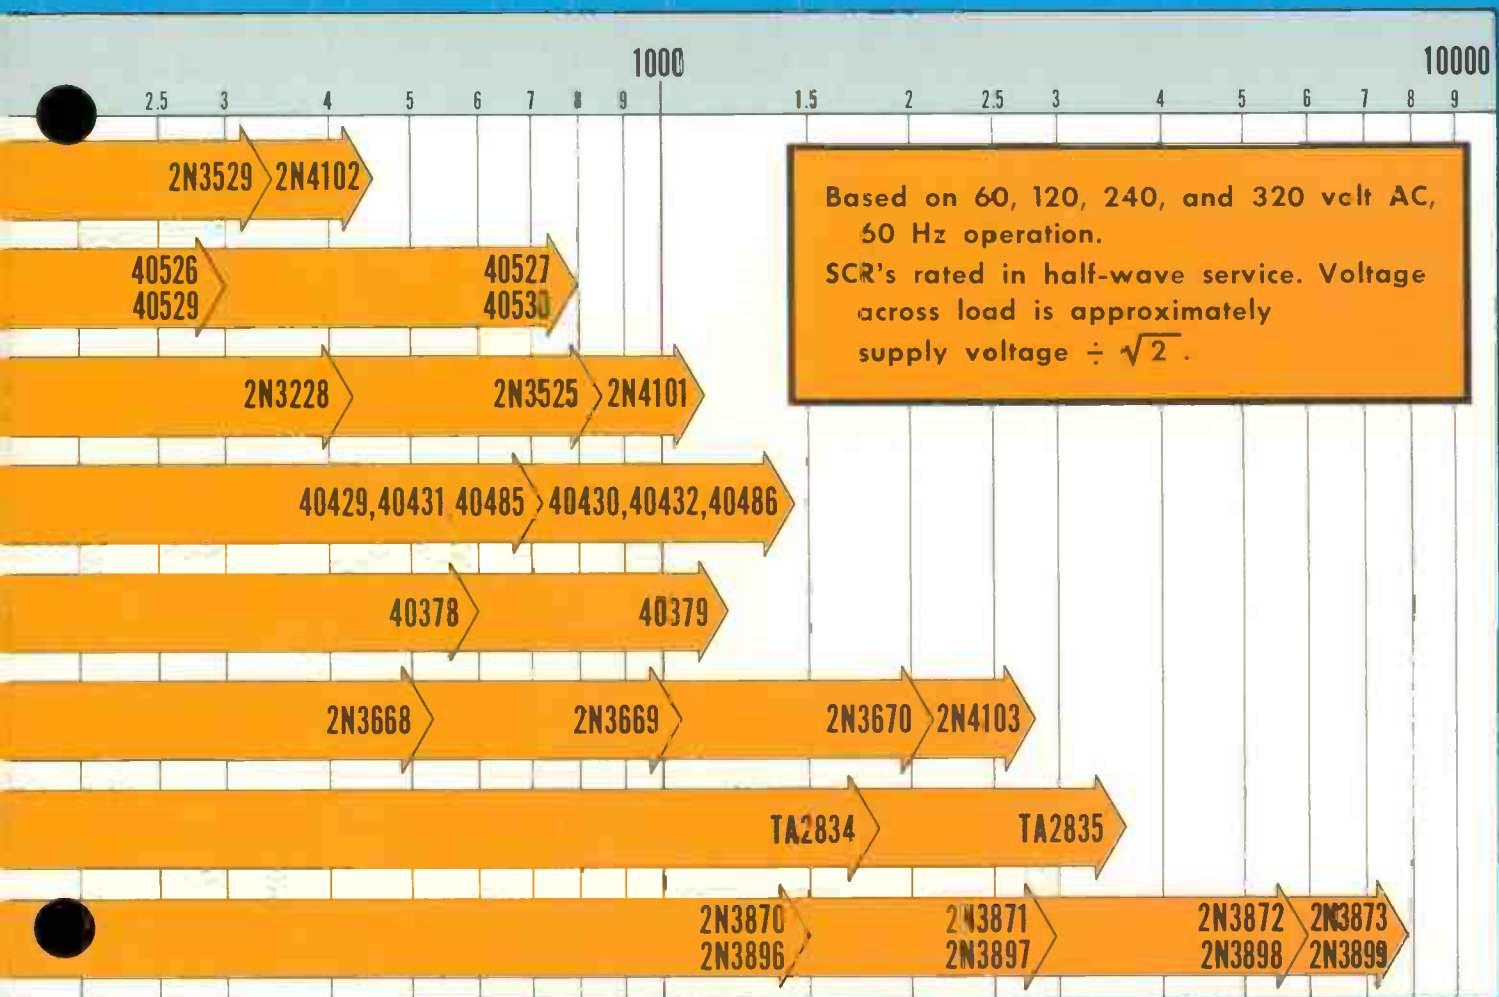 1000 10000
2.5 3 4 5 6 7 8 9 1.5 2 2.5 3 4 5 6 7 8 9
2N3529 2N4102
Based on 60, 120, 240, and 320 volt AC,
60 Hz operation.
SCR's rated in half-wave service. Voltage
across load is approximately
supply voltage ÷ √2.
40526 40527
40529 40530
2N3228 2N3525 2N4101
40429,40431 40485 40430,40432,40486
40378 40379
2N3668 2N3669 2N3670 2N4103
TA2834 TA2835
2N3870 2N3871 2N3872 2N3873
2N3896 2N3897 2N3898 2N3899